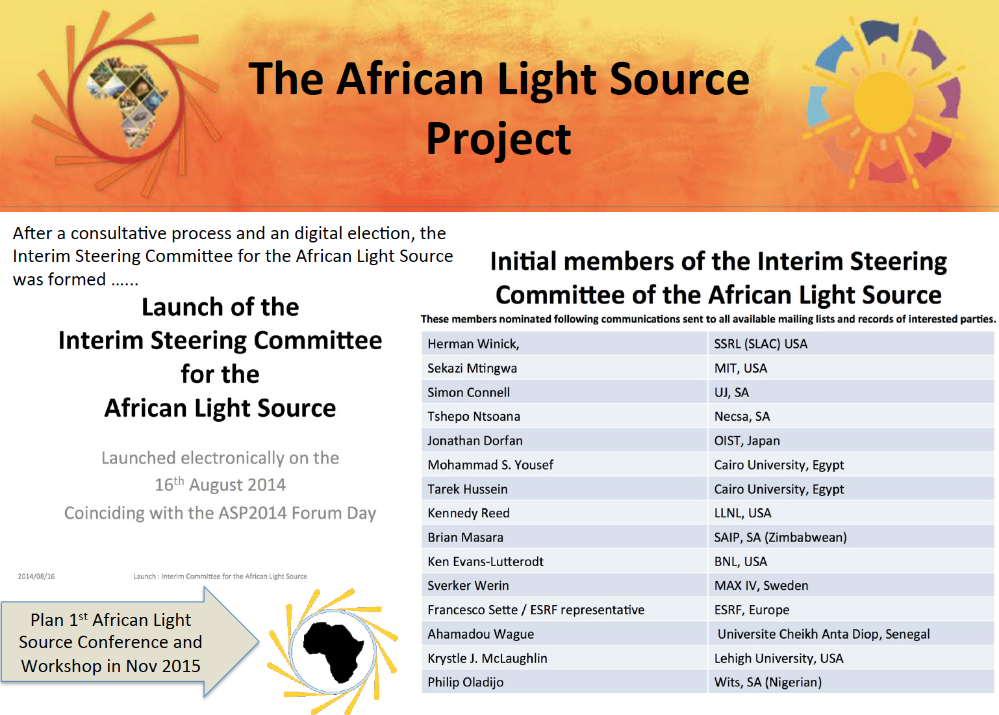 The African Light Source
Project
After a consultative process and an digital election, the
Interim Steering Committee for the African Light Source
was formed ......
Launch of the
Interim Steering Committee
for the
African Light Source
Launched electronically on the
16th August 2014
Coinciding with the ASP2014 Forum Day
2014/08/16 Launch : Interim Committee for the African Light Source
Plan 1st African Light
Source Conference and
Workshop in Nov 2015
Initial members of the Interim Steering
Committee of the African Light Source
These members nominated following communications sent to all available mailing lists and records of interested parties.
Herman Winick, SSRL (SLAC) USA
Sekazi Mtingwa MIT, USA
Simon Connell UJ, SA
Tshepo Ntsoana Necsa, SA
Jonathan Dorfan OIST, Japan
Mohammad S. Yousef Cairo University, Egypt
Tarek Hussein Cairo University, Egypt
Kennedy Reed LLNL, USA
Brian Masara SAIP, SA (Zimbabwean)
Ken Evans-Lutterodt BNL, USA
Sverker Werin MAX IV, Sweden
Francesco Sette / ESRF representative ESRF, Europe
Ahamadou Wague Universite Cheikh Anta Diop, Senegal
Krystle J. McLaughlin Lehigh University, USA
Philip Oladijo Wits, SA (Nigerian)